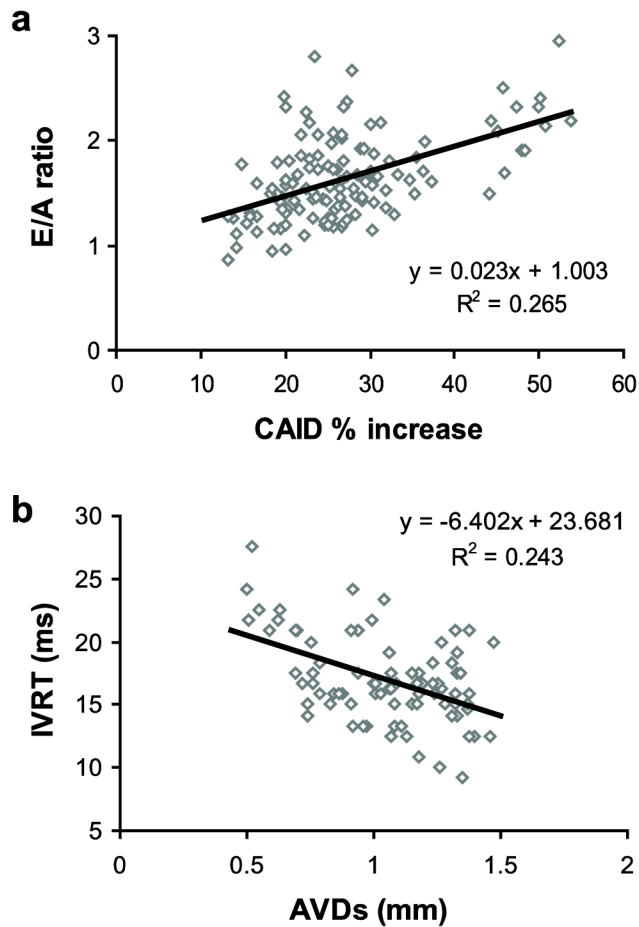 a
3
2
1
0
E/A ratio
y = 0.023x + 1.003
R² = 0.265
0 10 20 30 40 50 60
CAID % increase
b
30
25
20
15
10
5
IVRT (ms)
y = -6.402x + 23.681
R² = 0.243
0 0.5 1 1.5 2
AVDs (mm)